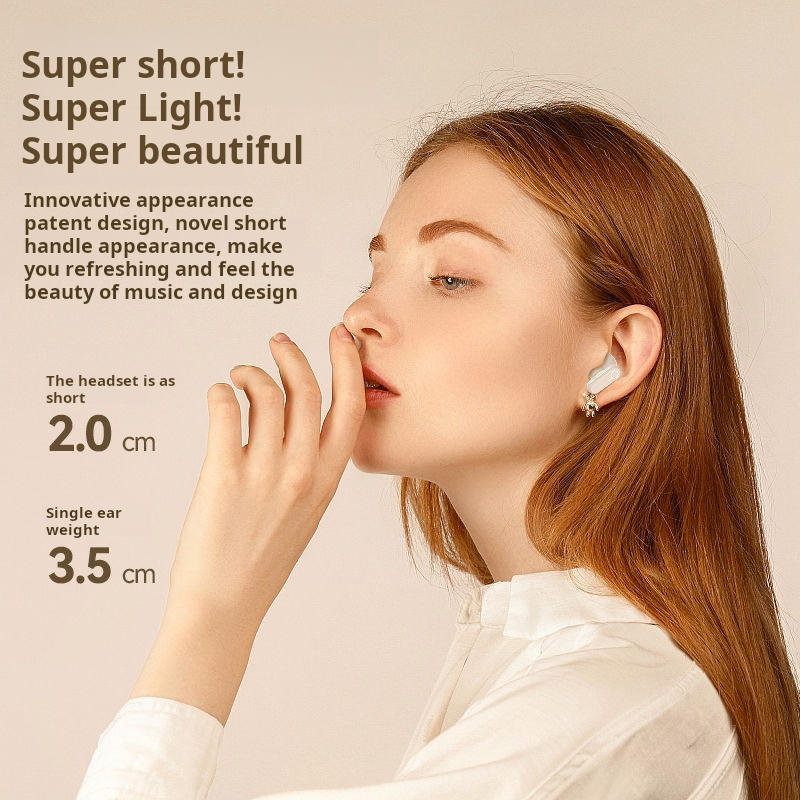 Super short!
Super Light!
Super beautiful
Innovative appearance
patent design, novel short
handle appearance, make
you refreshing and feel the
beauty of music and design
The headset is as
short
2.0 cm
Single ear
weight
3.5 cm